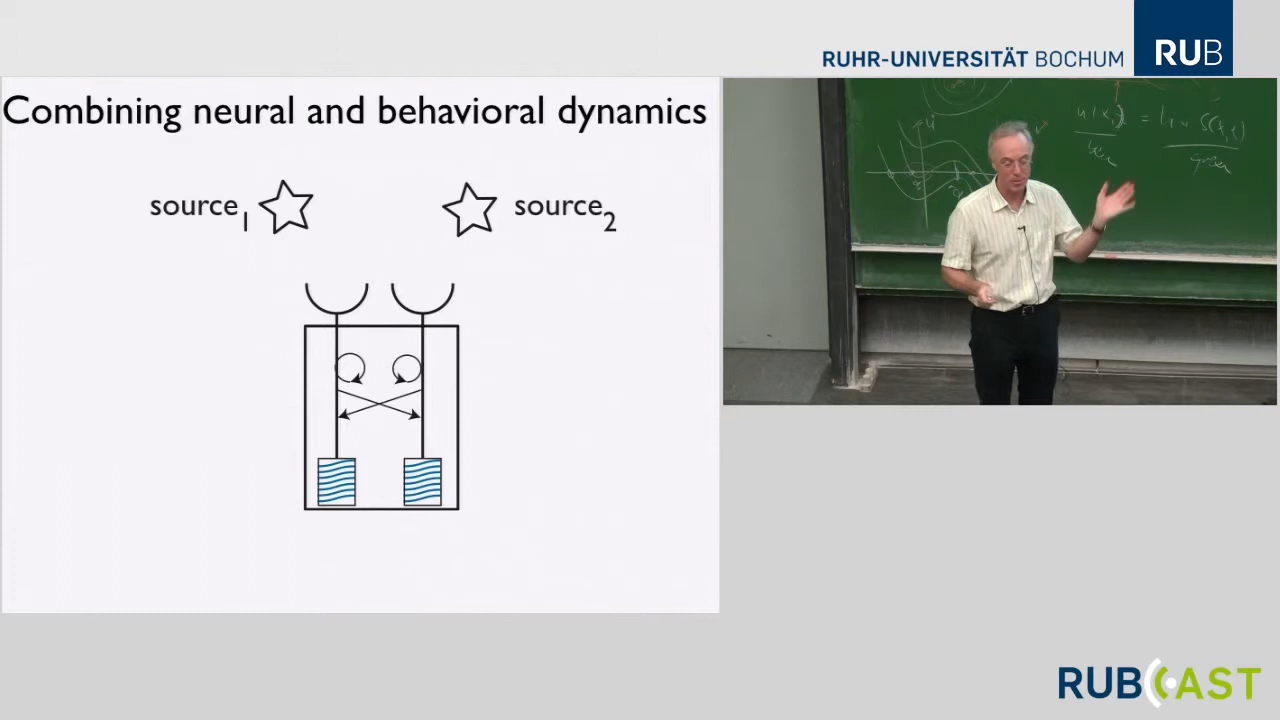 RUHR-UNIVERSITÄT BOCHUM
RUB
Combining neural and behavioral dynamics
source1
source2
RUBCAST